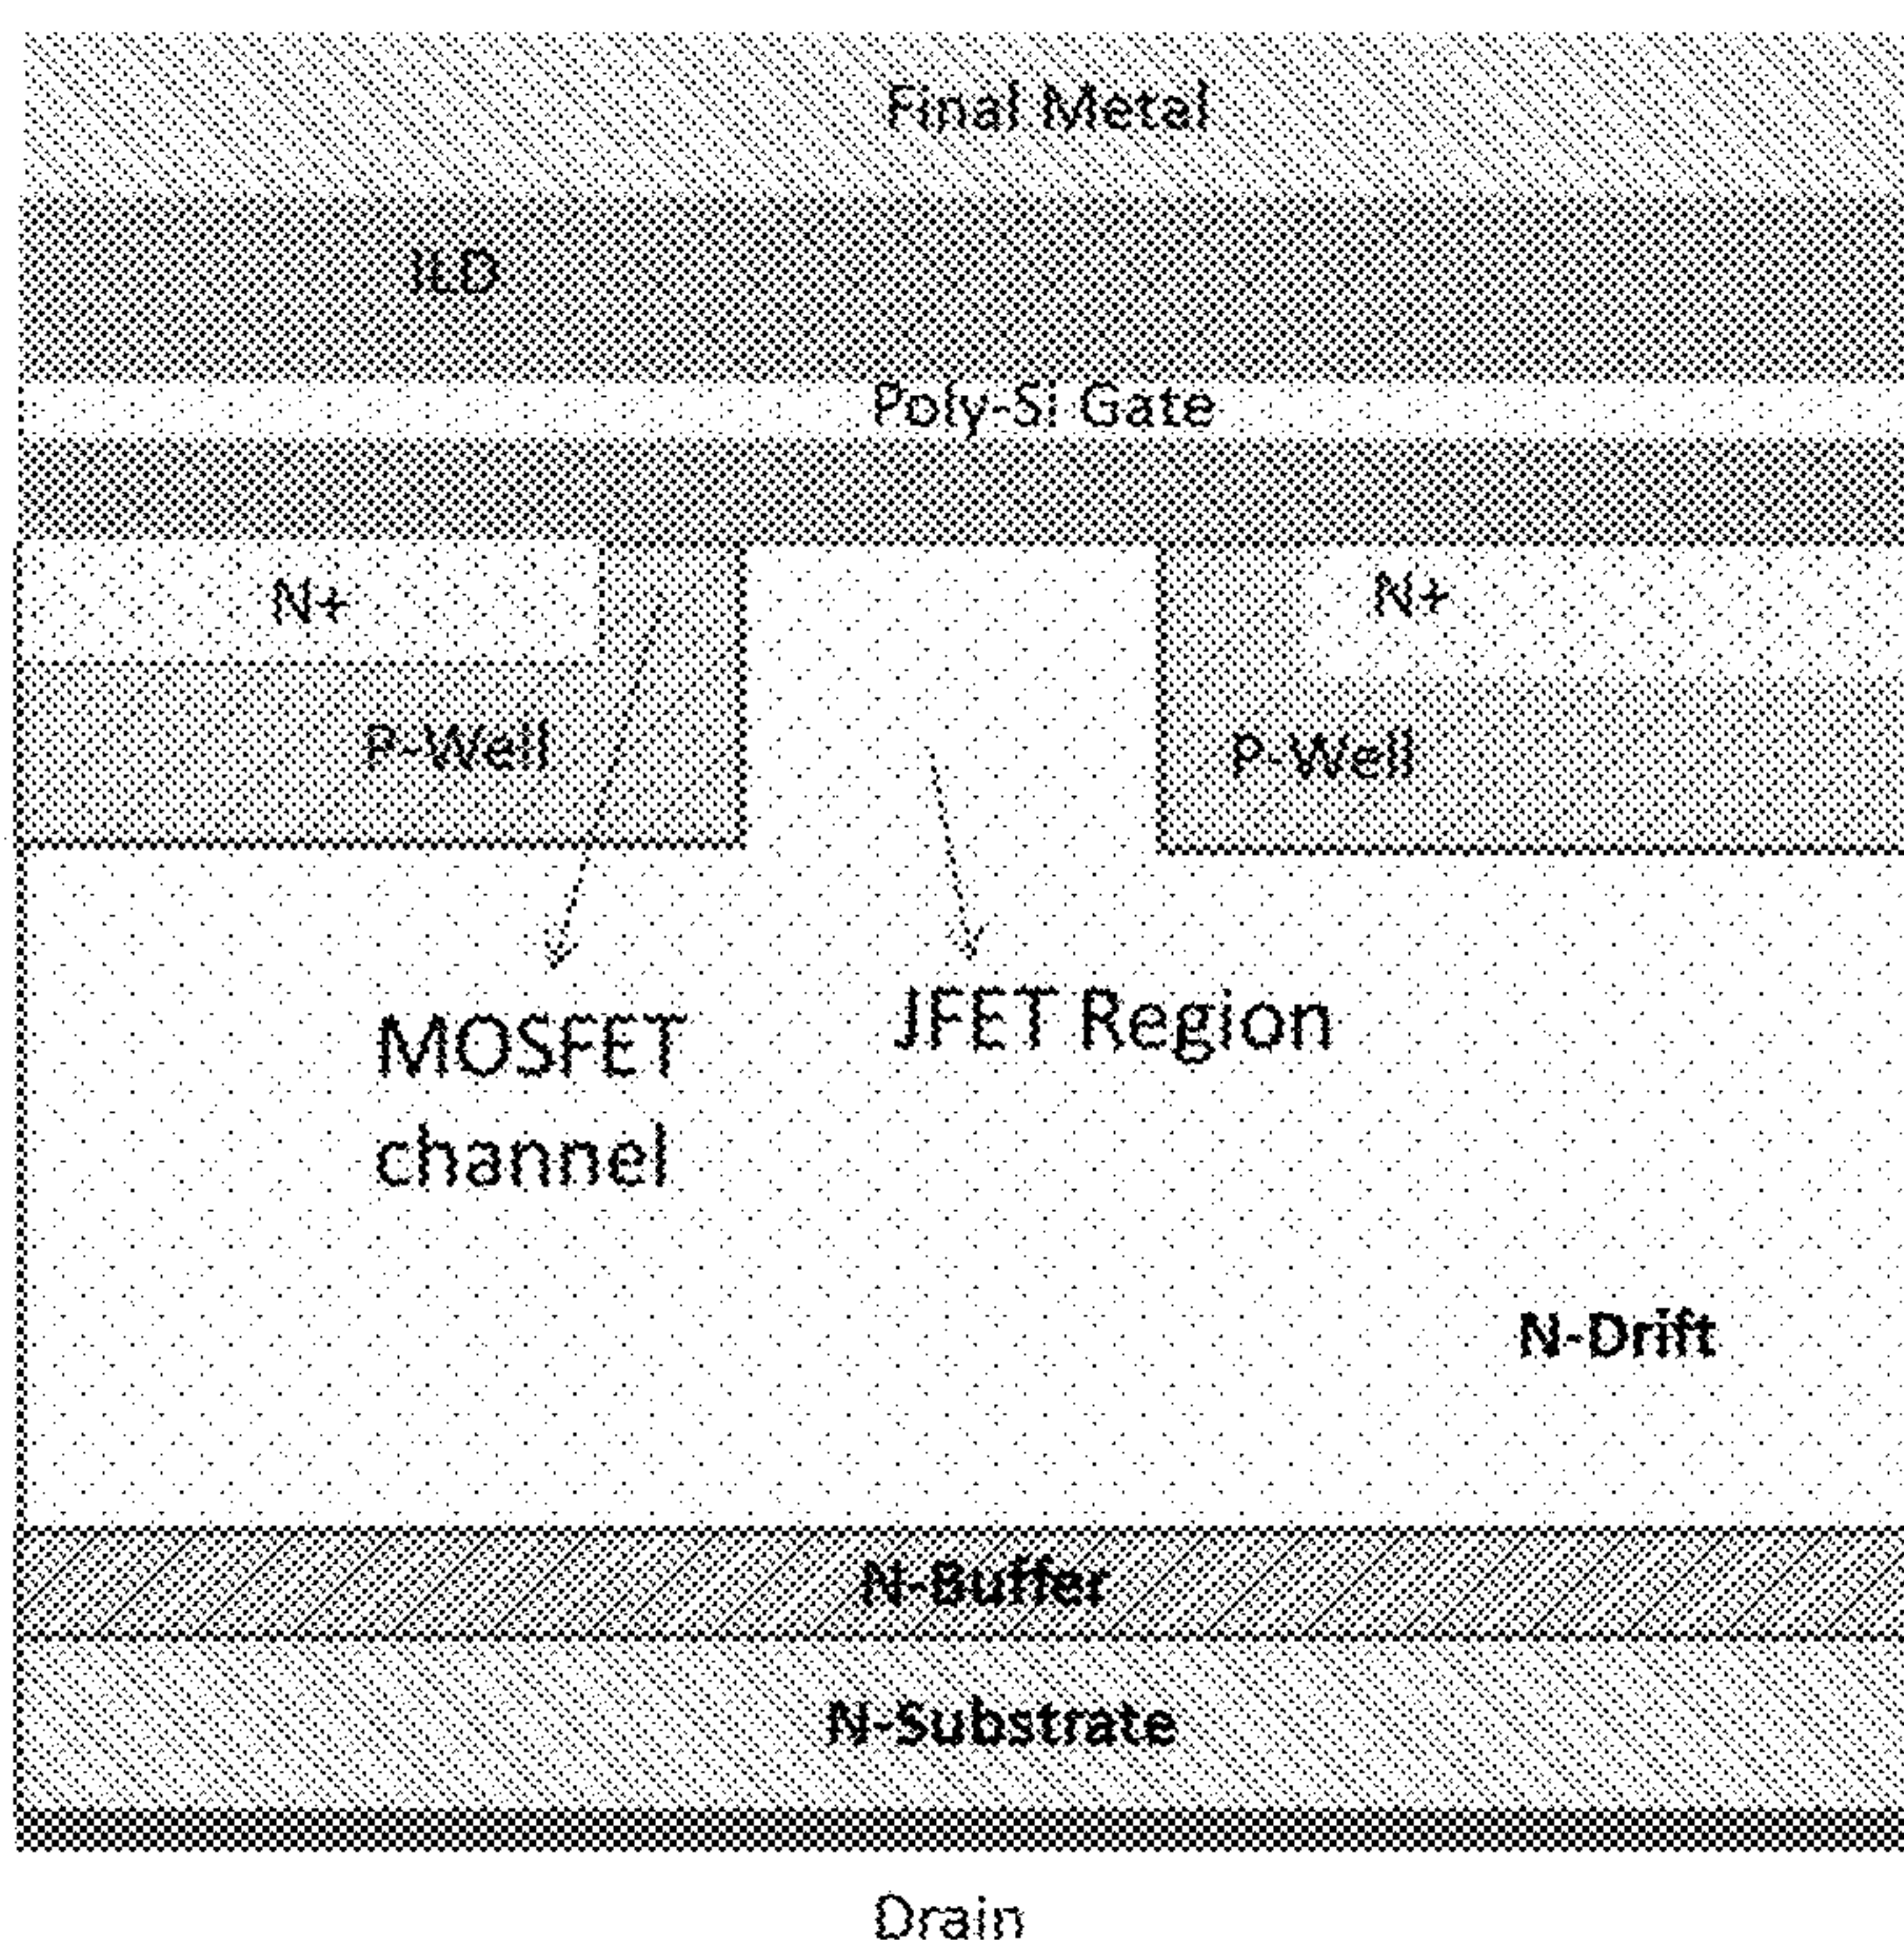 Final Metal
ILD
Poly-Si Gate
N+
N+
P-Well
P-Well
MOSFET
channel
JFET Region
N-Drift
N-Buffer
N-Substrate
Drain